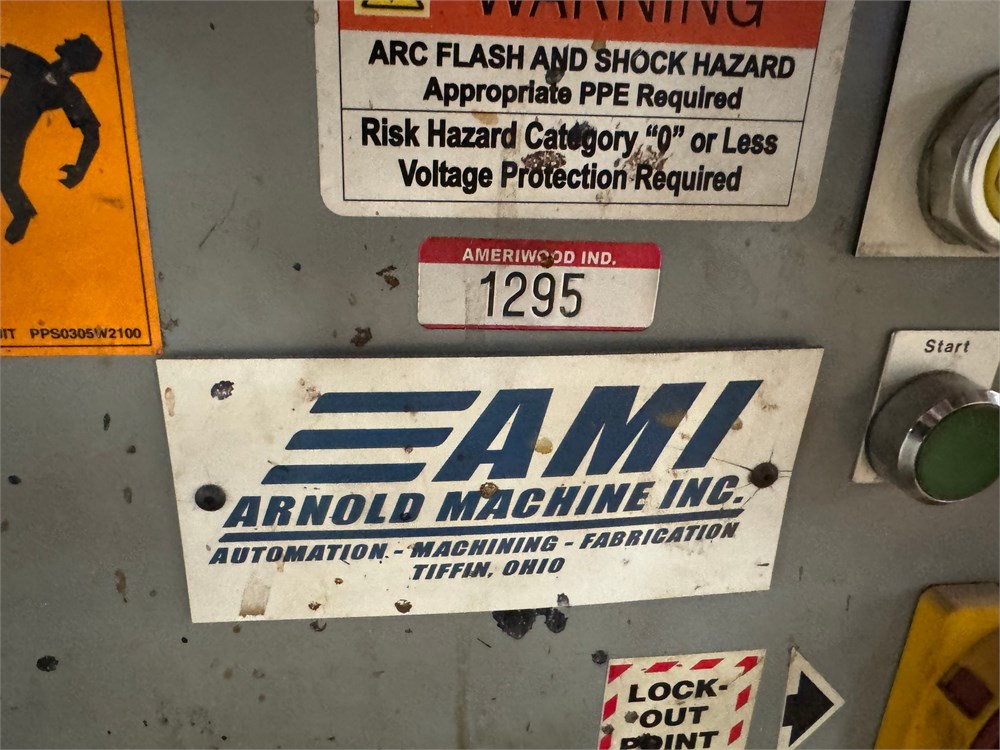 WARNING
ARC FLASH AND SHOCK HAZARD
Appropriate PPE Required
Risk Hazard Category “0” or Less
Voltage Protection Required
AMERIWOOD IND.
1295
PPS0305W2100
Start
AMI
ARNOLD MACHINE INC.
AUTOMATION - MACHINING - FABRICATION
TIFFIN, OHIO
LOCK-
OUT
POINT